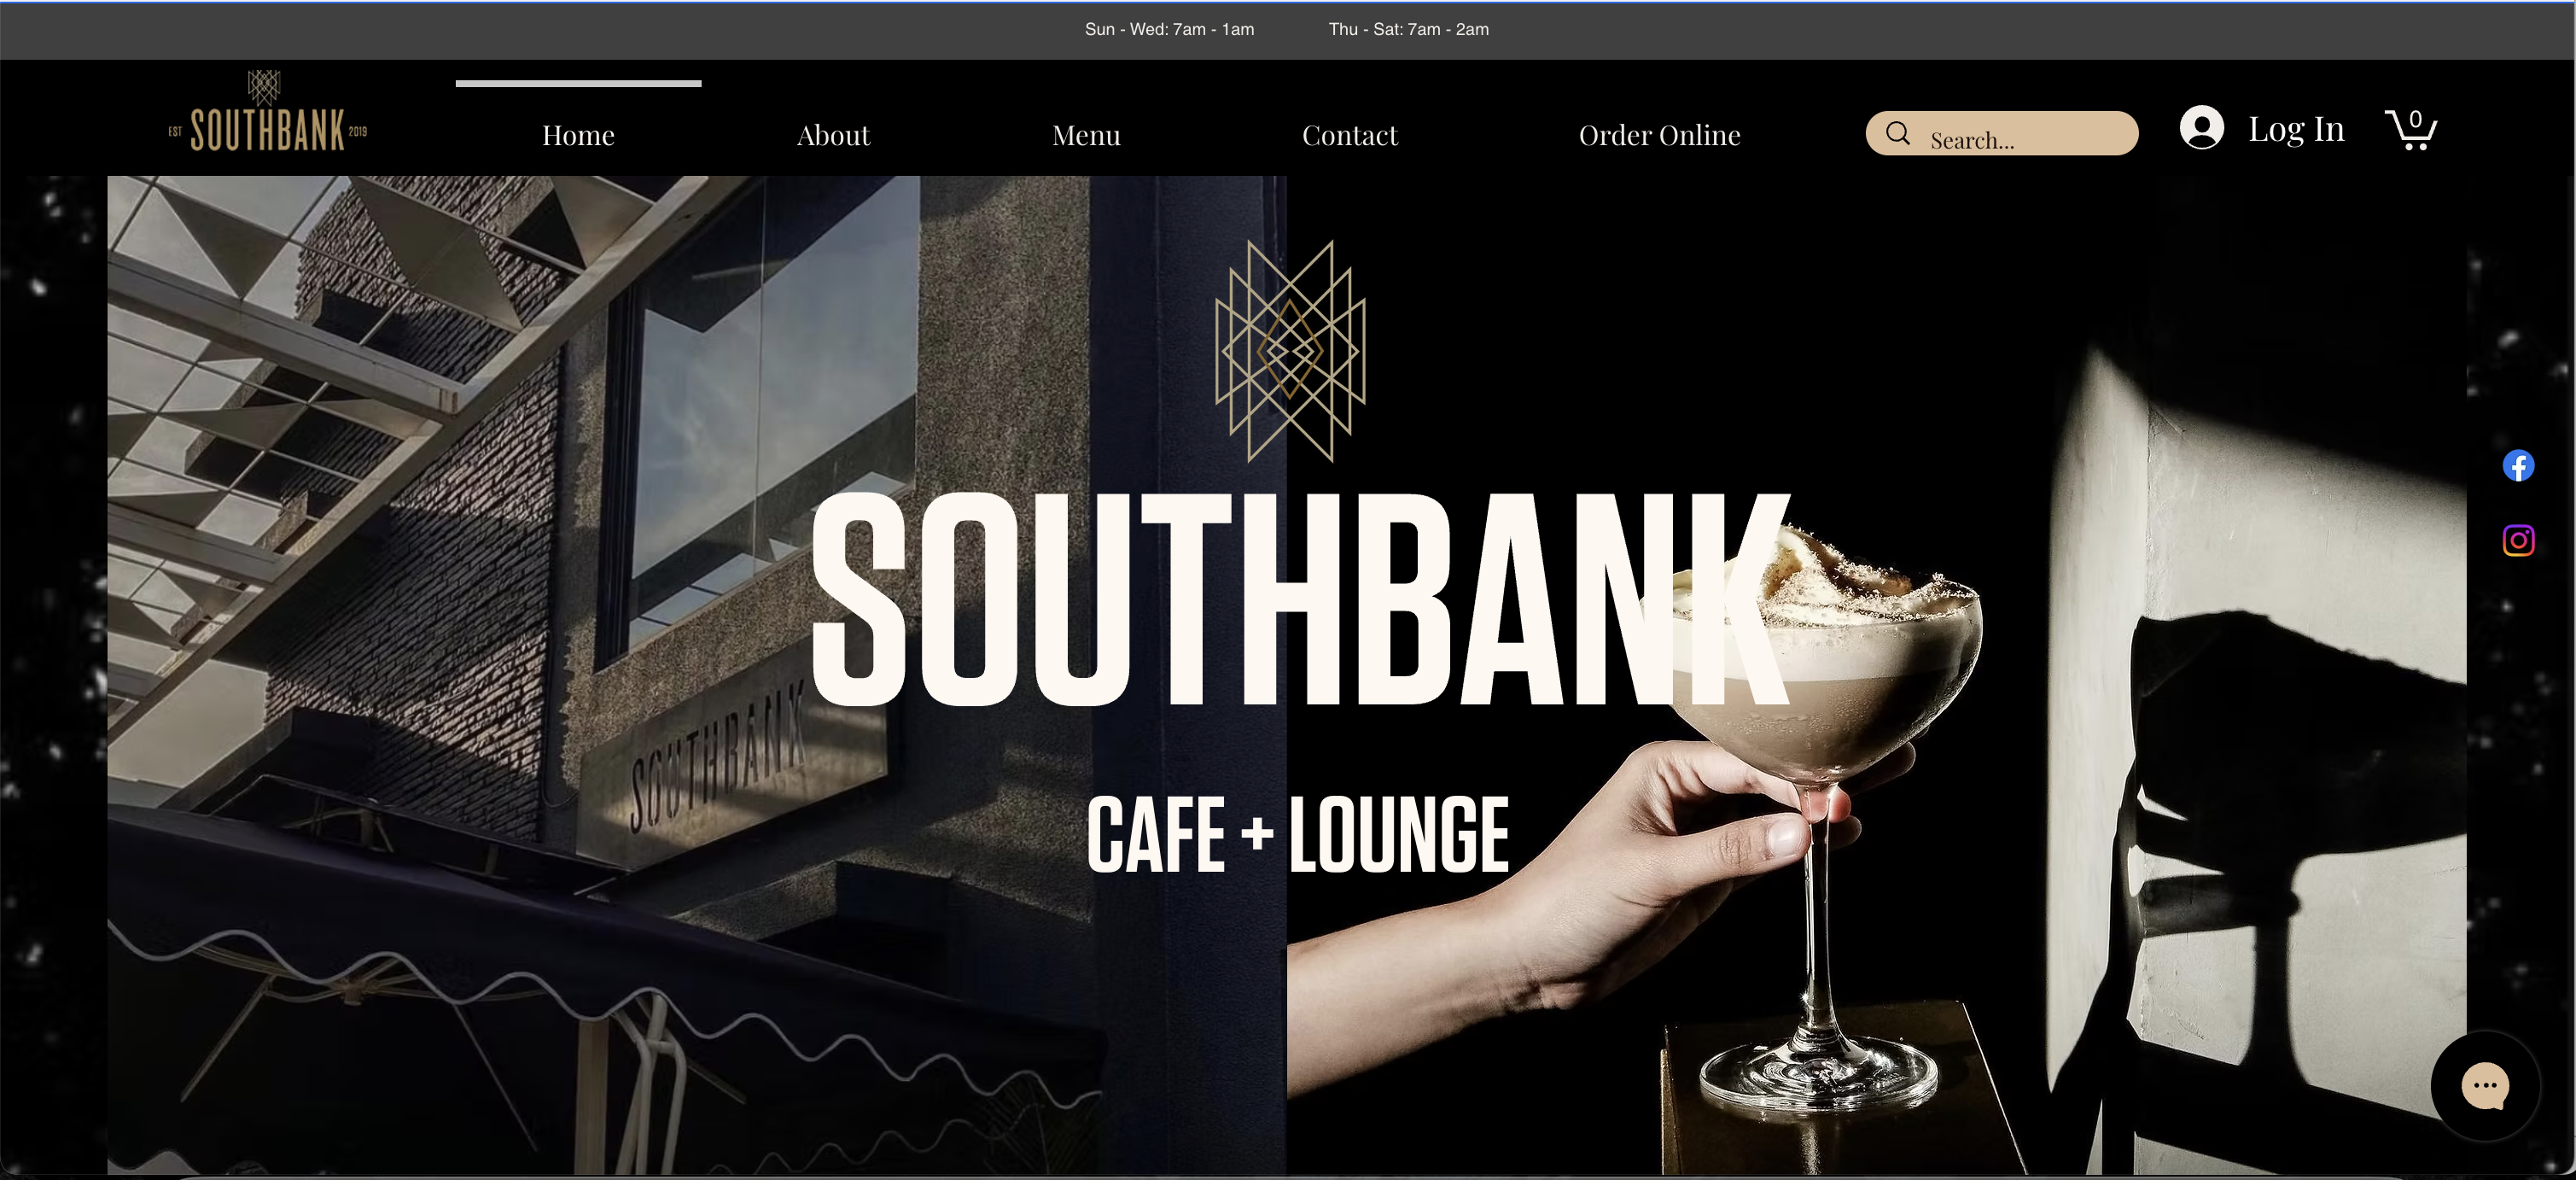 Sun - Wed: 7am - 1am Thu - Sat: 7am - 2am
EST SOUTHBANK 2019
Home About Menu Contact Order Online Search... Log In 0
SOUTHBANK
SOUTHBANK
CAFE + LOUNGE